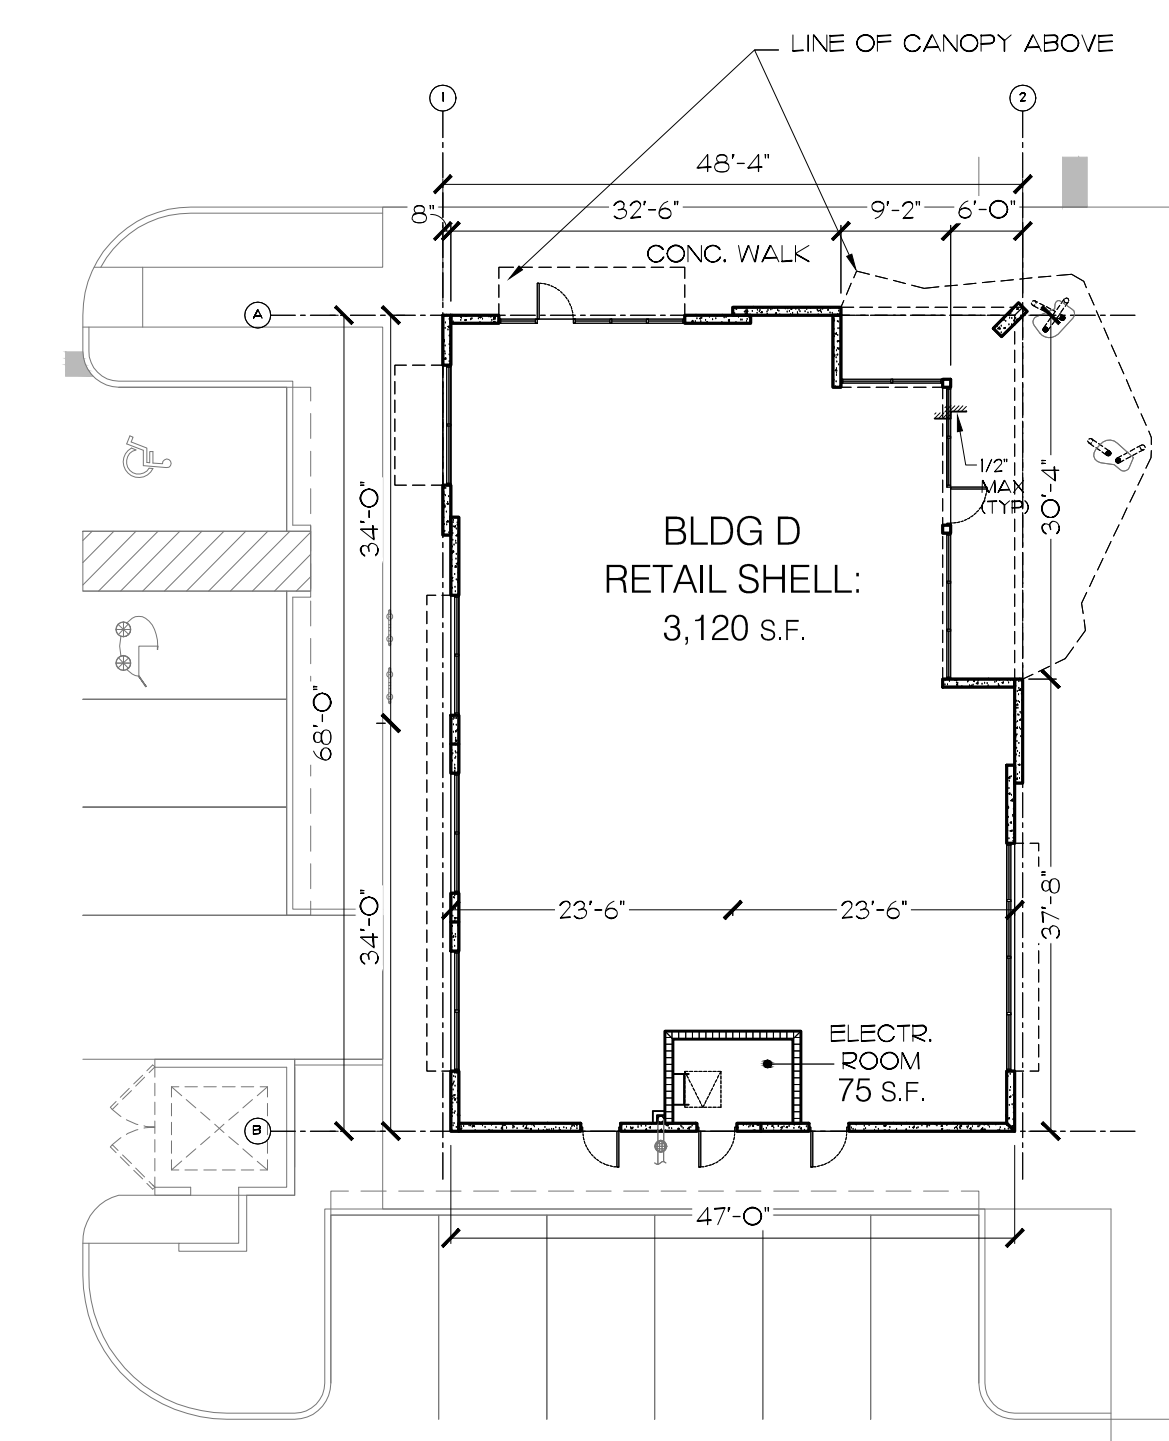 LINE OF CANOPY ABOVE
1
2
48'-4"
8"
32'-6"
9'-2"
6'-0"
CONC. WALK
A
1/2"
MAX
(TYP)
34'-0"
30'-4"
BLDG D
RETAIL SHELL:
3,120 S.F.
68'-0"
23'-6"
23'-6"
34'-0"
37'-8"
ELECTR.
ROOM
75 S.F.
B
47'-0"